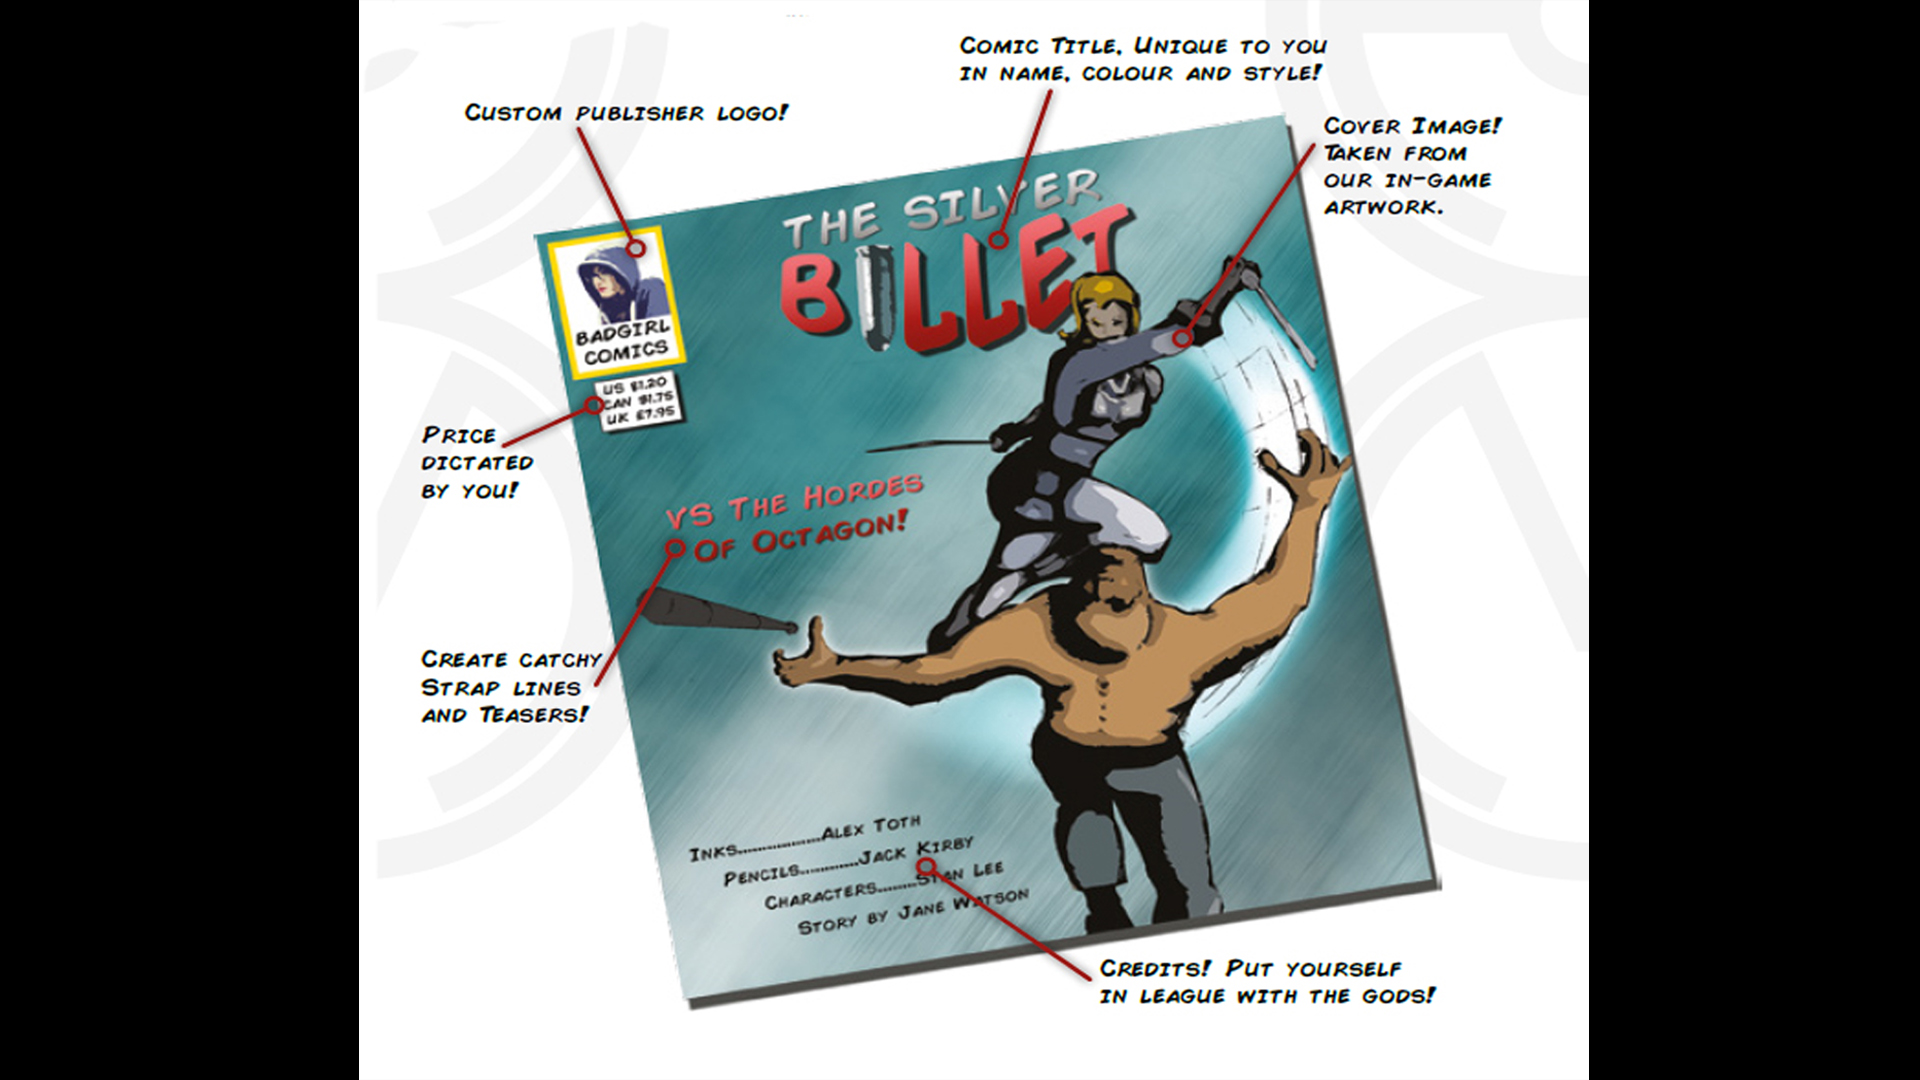 Comic Title, Unique to you
in name, colour and style!
Custom publisher logo!
Cover Image!
Taken from
our in-game
artwork.
THE SILVER
BULLET
BADGIRL
COMICS
US $1.20
CAN $1.75
UK £7.95
Price
dictated
by you!
VS The Hordes
Of Octagon!
Create catchy
Strap lines
and Teasers!
Inks..................Alex Toth
Pencils............Jack Kirby
Characters........Stan Lee
Story by Jane Watson
Credits! Put yourself
in league with the gods!